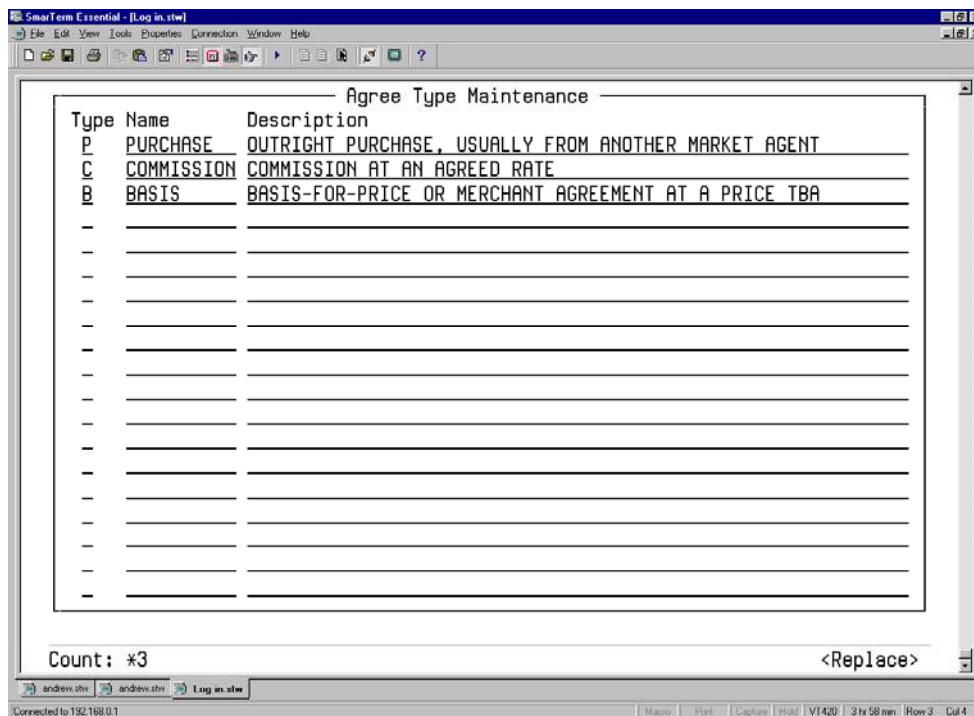 SmarTerm Essential - [Log in.stw]
File Edit View Tools Properties Connection Window Help
Agree Type Maintenance
Type Name Description
P PURCHASE OUTRIGHT PURCHASE, USUALLY FROM ANOTHER MARKET AGENT
C COMMISSION COMMISSION AT AN AGREED RATE
B BASIS BASIS-FOR-PRICE OR MERCHANT AGREEMENT AT A PRICE TBA
Count: *3 <Replace>
andrew.stw andrew.stw Log in.stw
Connected to 192.168.0.1 Macro Print Capture Hold VT420 3 hr 58 min Row 3 Col 4